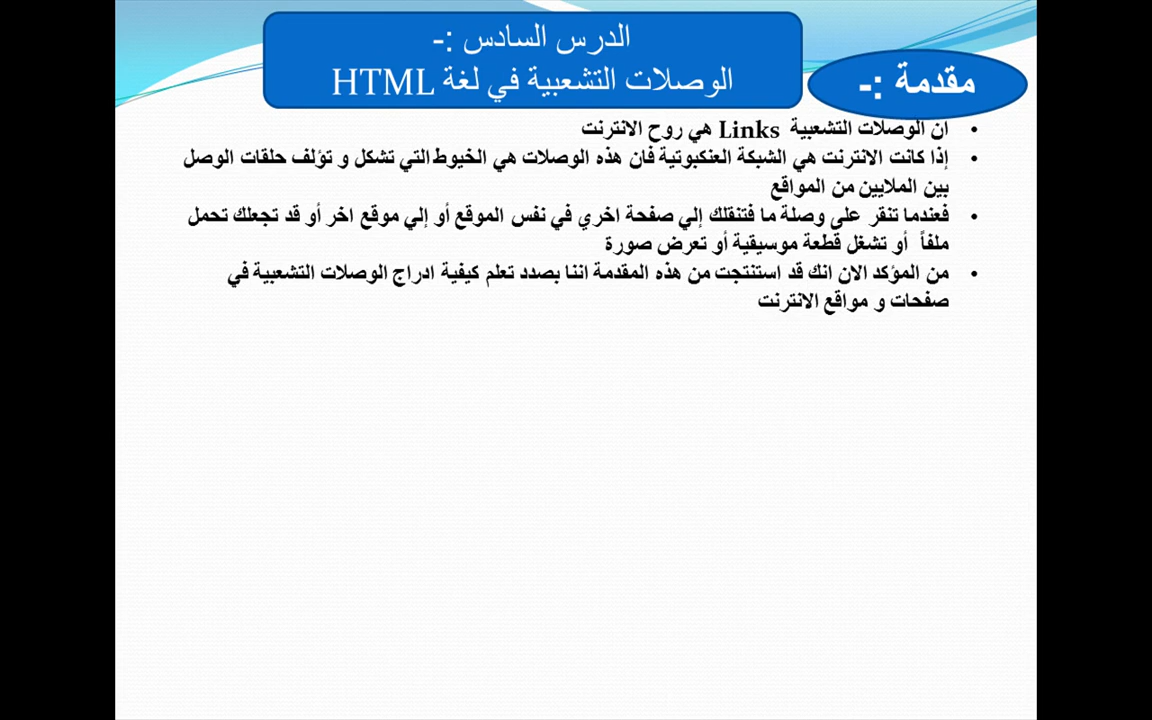 الدرس السادس :-
الوصلات التشعبية في لغة HTML
مقدمة :-
• ان الوصلات التشعبية Links هي روح الانترنت
• إذا كانت الانترنت هي الشبكة العنكبوتية فان هذه الوصلات هي الخيوط التي تشكل و تؤلف حلقات الوصل
بين الملايين من المواقع
• فعندما تنقر على وصلة ما فتنقلك إلي صفحة اخري في نفس الموقع أو إلي موقع اخر أو قد تجعلك تحمل
ملفاً أو تشغل قطعة موسيقية أو تعرض صورة
• من المؤكد الان انك قد استنتجت من هذه المقدمة اننا بصدد تعلم كيفية ادراج الوصلات التشعبية في
صفحات و مواقع الانترنت